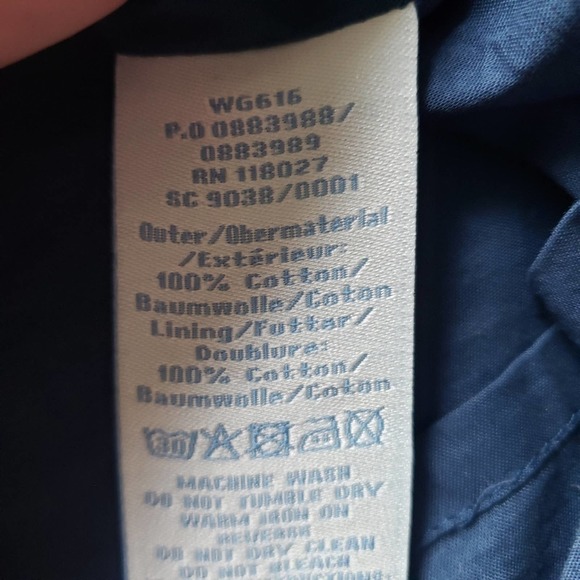 WG616
P.O 0883988/
0883989
RN 118027
SC 9038/0001
Outer/Obermaterial
/Extérieur:
100% Cotton/
Baumwolle/Coton
Lining/Futter/
Doublure:
100% Cotton/
Baumwolle/Coton
30
MACHINE WASH
DO NOT TUMBLE DRY
WARM IRON ON
REVERSE
DO NOT DRY CLEAN
DO NOT BLEACH